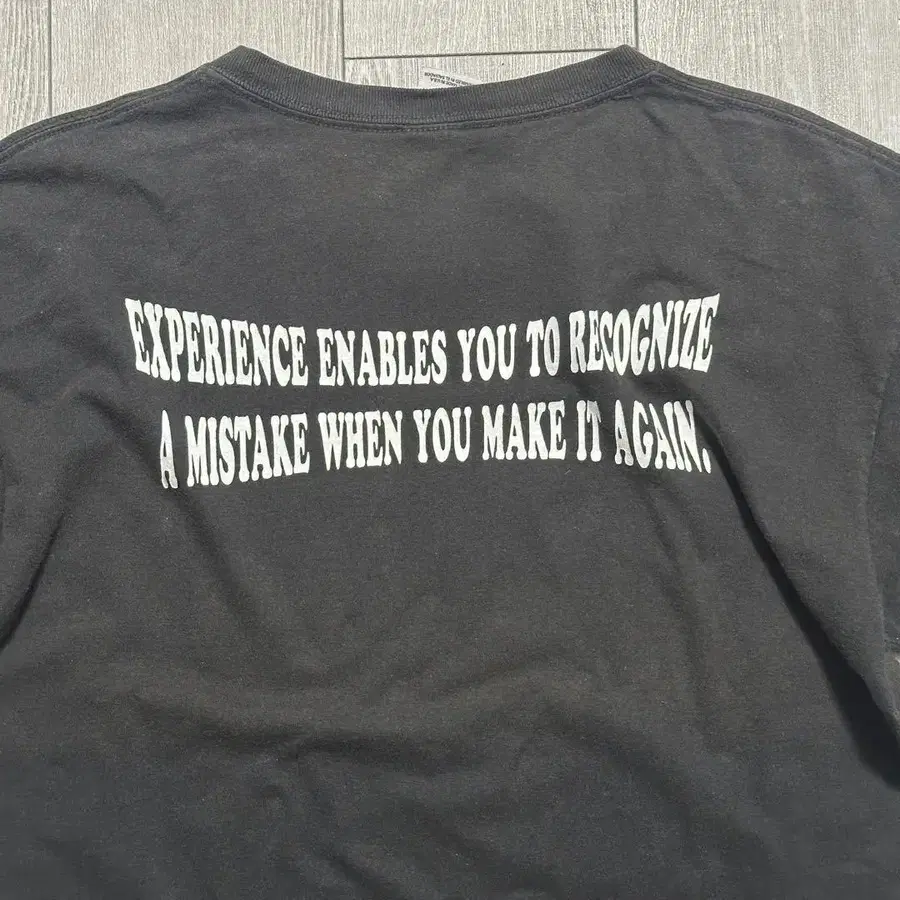 EXPERIENCE ENABLES YOU TO RECOGNIZE
A MISTAKE WHEN YOU MAKE IT AGAIN.